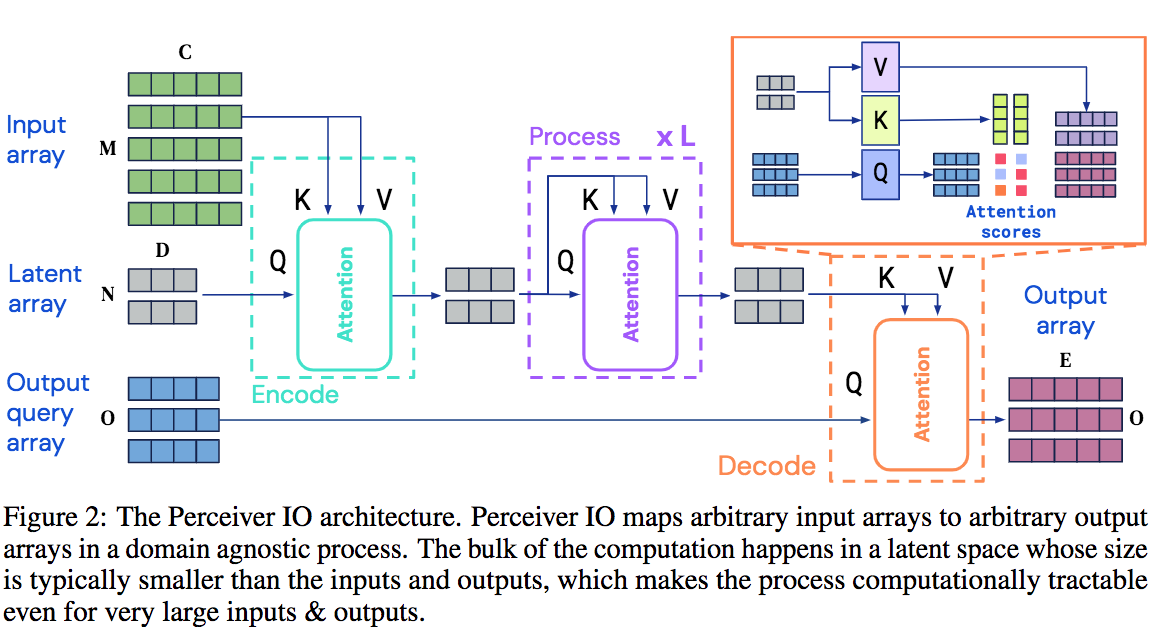 C
Input
array
M
K
V
D
Latent
array
N
Q
Attention
Encode
Output
query
array
O
Process
x L
K
V
Q
Attention
V
K
Q
Attention
scores
K
V
Q
Attention
Decode
Output
array
E
O
Figure 2: The Perceiver IO architecture. Perceiver IO maps arbitrary input arrays to arbitrary output
arrays in a domain agnostic process. The bulk of the computation happens in a latent space whose size
is typically smaller than the inputs and outputs, which makes the process computationally tractable
even for very large inputs & outputs.